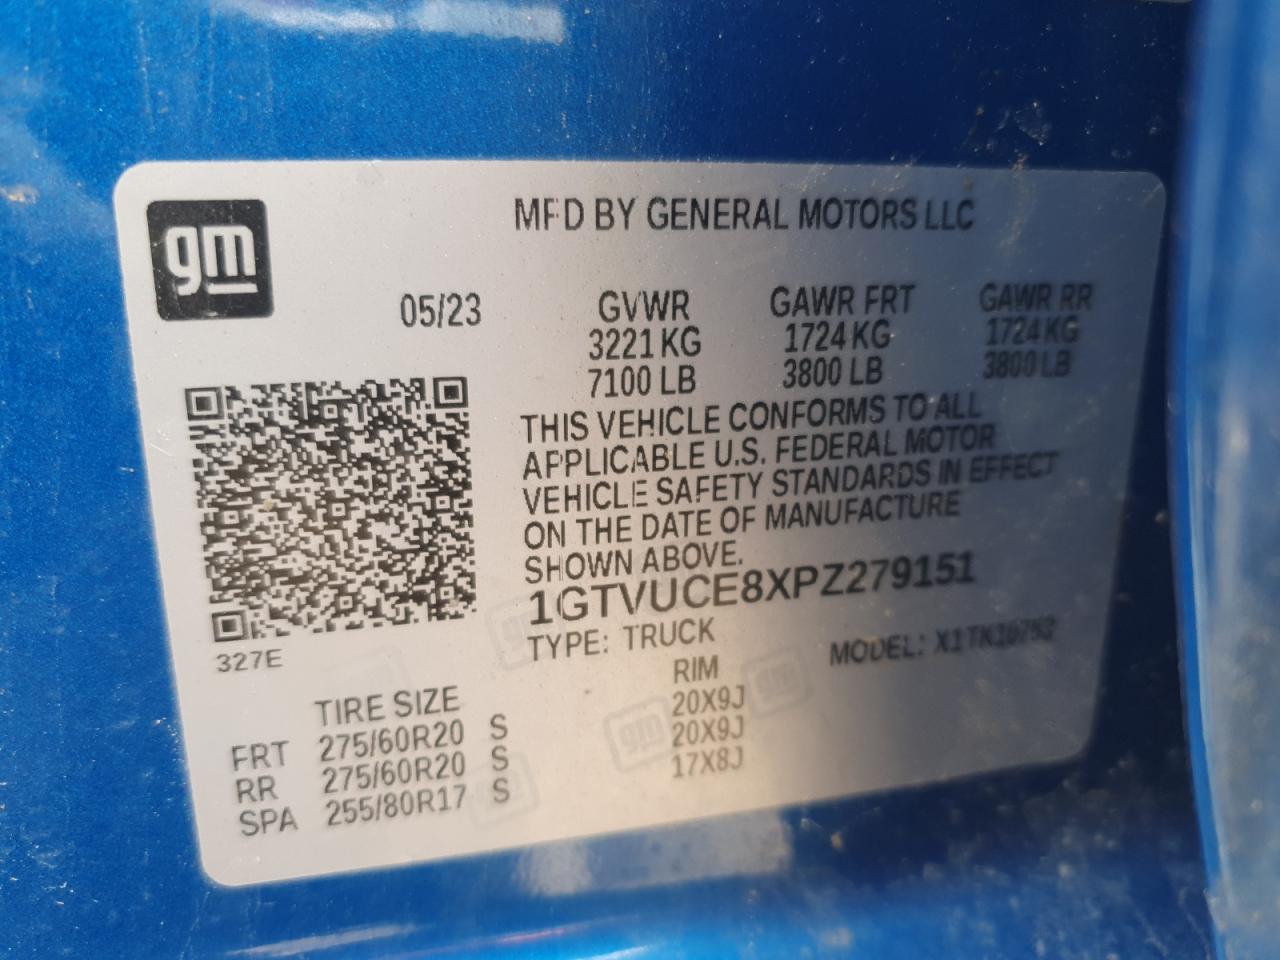 gm
MFD BY GENERAL MOTORS LLC
05/23
GVWR GAWR FRT GAWR RR
3221 KG 1724 KG 1724 KG
7100 LB 3800 LB 3800 LB
THIS VEHICLE CONFORMS TO ALL
APPLICABLE U.S. FEDERAL MOTOR
VEHICLE SAFETY STANDARDS IN EFFECT
ON THE DATE OF MANUFACTURE
SHOWN ABOVE.
1GTVUCE8XPZ279151
TYPE: TRUCK MODEL:
327E
TIRE SIZE RIM
FRT 275/60R20 S 20X9J
RR 275/60R20 S 20X9J
SPA 255/80R17 S 17X8J